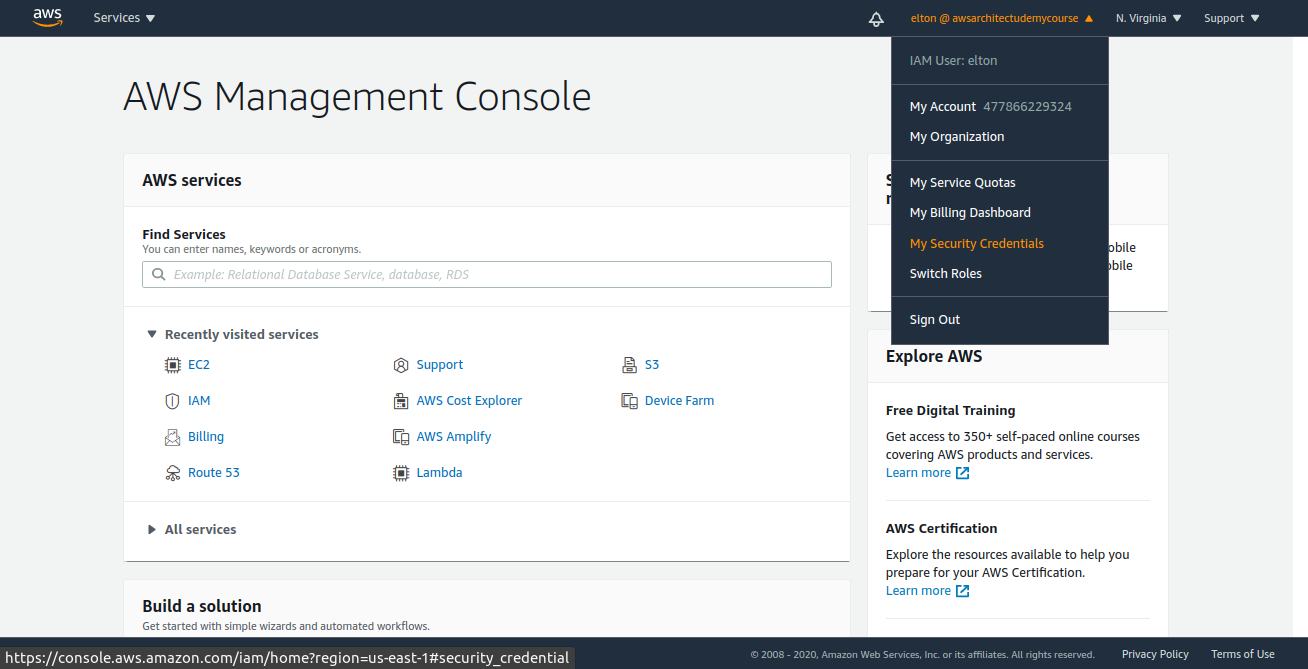 aws
Services
elton @ awsarchitectudemycourse
N. Virginia
Support
IAM User: elton
My Account 477866229324
My Organization
My Service Quotas
My Billing Dashboard
My Security Credentials
Switch Roles
Sign Out
AWS Management Console
AWS services
Find Services
You can enter names, keywords or acronyms.
Example: Relational Database Service, database, RDS
Recently visited services
EC2
Support
S3
IAM
AWS Cost Explorer
Device Farm
Billing
AWS Amplify
Route 53
Lambda
All services
Build a solution
Get started with simple wizards and automated workflows.
Explore AWS
Free Digital Training
Get access to 350+ self-paced online courses
covering AWS products and services.
Learn more
AWS Certification
Explore the resources available to help you
prepare for your AWS Certification.
Learn more
https://console.aws.amazon.com/iam/home?region=us-east-1#security_credential
© 2008 - 2020, Amazon Web Services, Inc. or its affiliates. All rights reserved.
Privacy Policy
Terms of Use